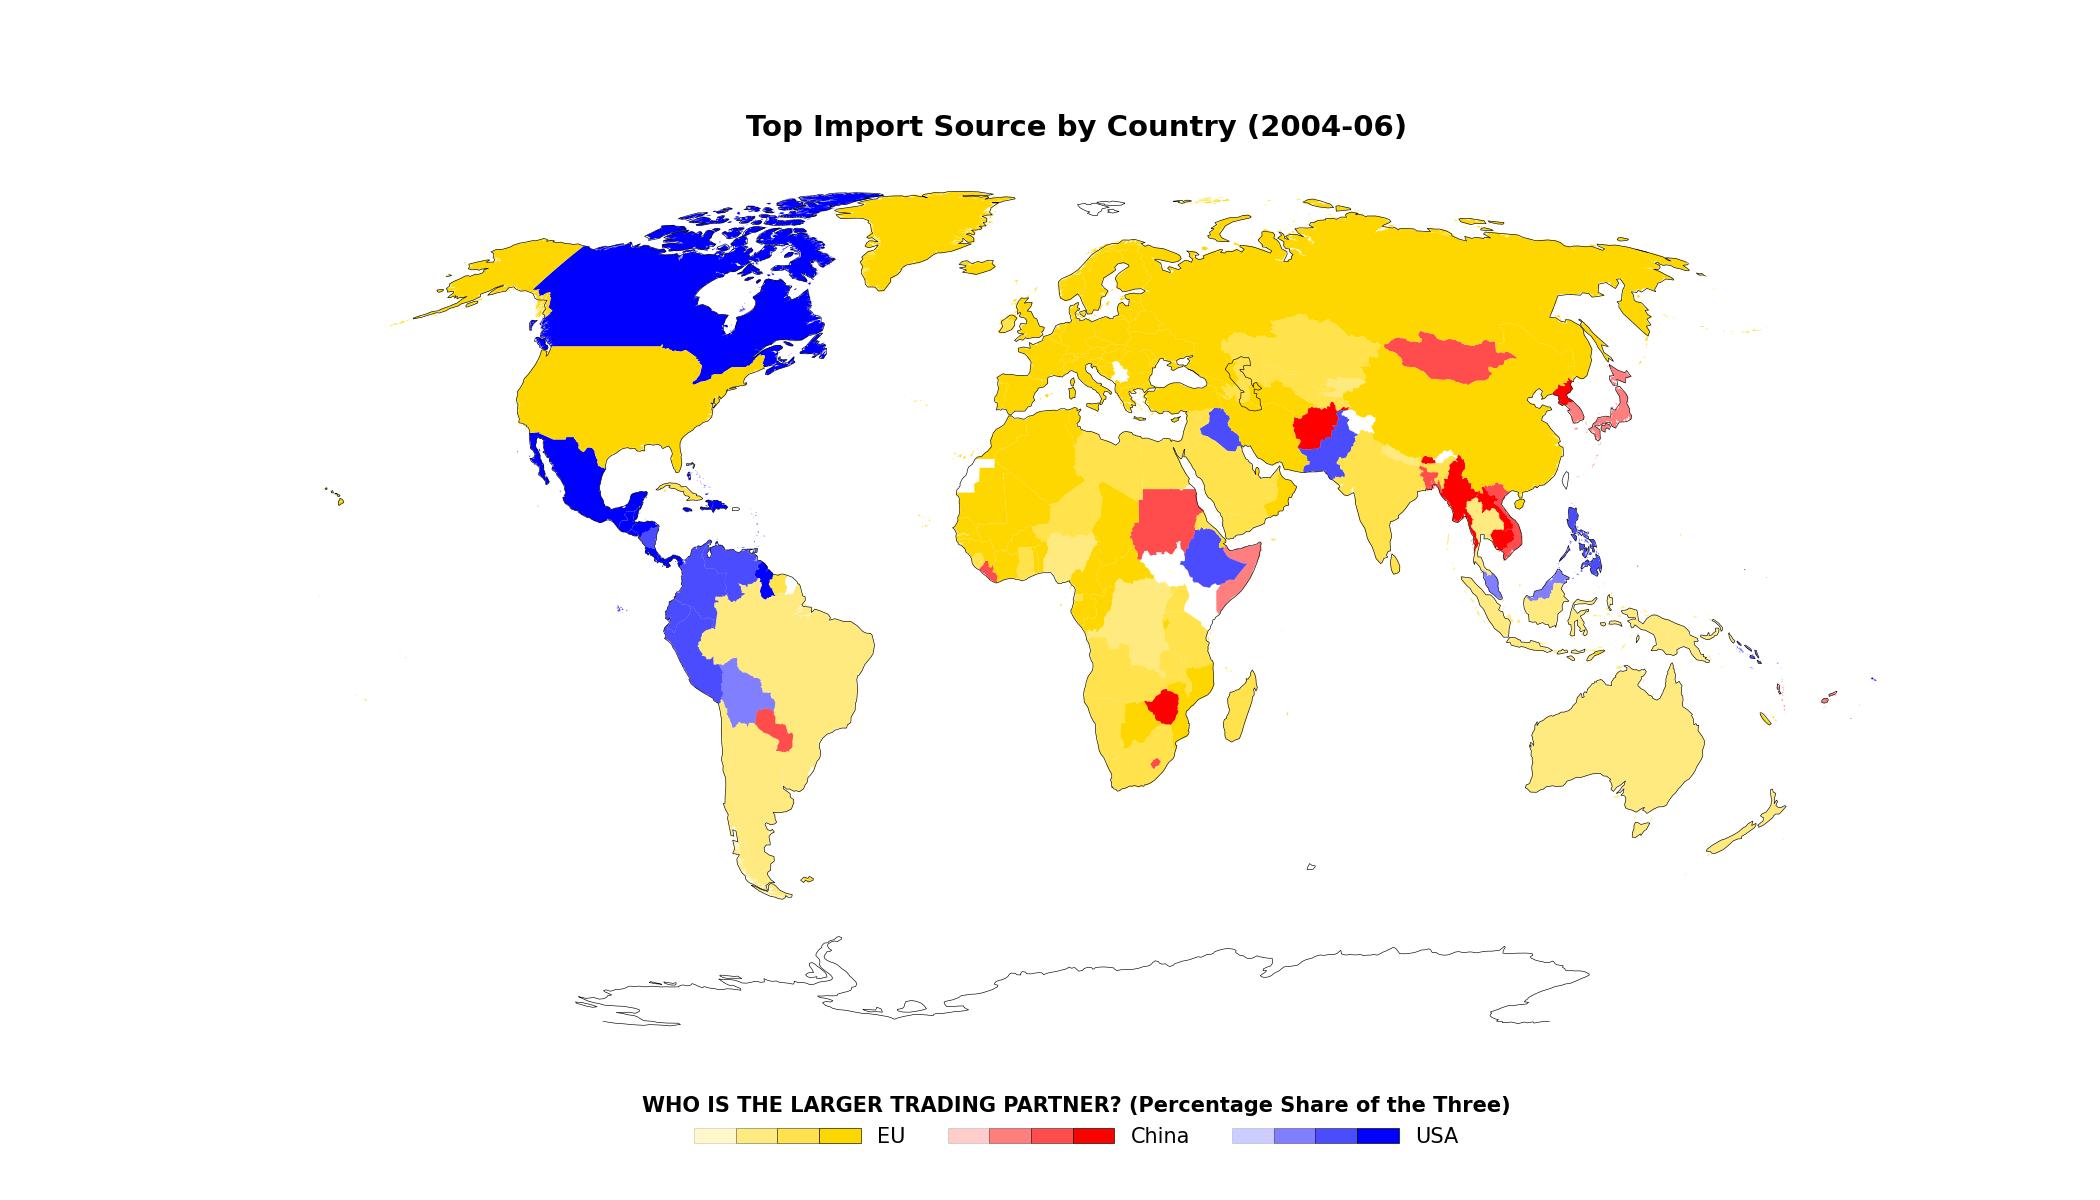 Top Import Source by Country (2004-06)
WHO IS THE LARGER TRADING PARTNER? (Percentage Share of the Three)
EU China USA